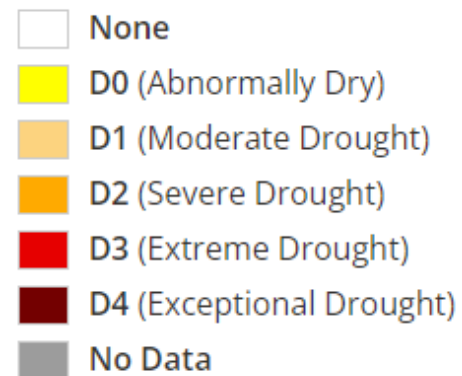 None
D0 (Abnormally Dry)
D1 (Moderate Drought)
D2 (Severe Drought)
D3 (Extreme Drought)
D4 (Exceptional Drought)
No Data